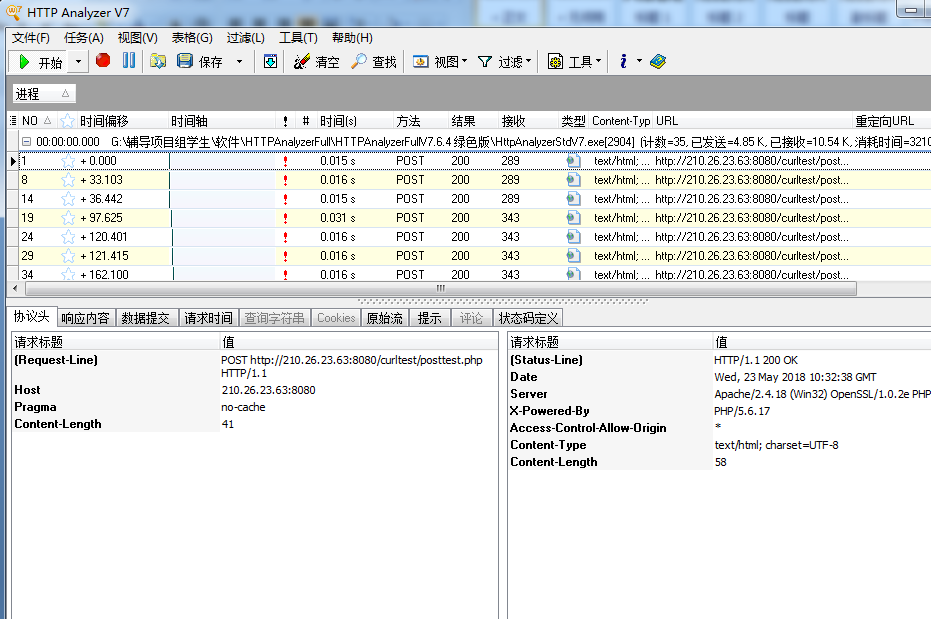 HTTP Analyzer V7
文件(F) 任务(A) 视图(V) 表格(G) 过滤(L) 工具(T) 帮助(H)
开始 保存 清空 查找 视图 过滤 工具
进程
NO 时间偏移 时间轴 ! # 时间(s) 方法 结果 接收 类型 Content-Typ URL 重定向URL
00:00:00.000 G:\辅导项目组学生\软件\HTTPAnalyzerFull\HTTPAnalyzerFullV7.6.4 绿色版\HttpAnalyzerStdV7.exe[2904] (计数=35, 已发送=4.85 K, 已接收=10.54 K, 消耗时间=3210
1 + 0.000 ! 0.015 s POST 200 289 text/html; ... http://210.26.23.63:8080/curltest/post...
8 + 33.103 ! 0.016 s POST 200 289 text/html; ... http://210.26.23.63:8080/curltest/post...
14 + 36.442 ! 0.015 s POST 200 289 text/html; ... http://210.26.23.63:8080/curltest/post...
19 + 97.625 ! 0.031 s POST 200 343 text/html; ... http://210.26.23.63:8080/curltest/post...
24 + 120.401 ! 0.016 s POST 200 343 text/html; ... http://210.26.23.63:8080/curltest/post...
29 + 121.415 ! 0.016 s POST 200 343 text/html; ... http://210.26.23.63:8080/curltest/post...
34 + 162.100 ! 0.016 s POST 200 343 text/html; ... http://210.26.23.63:8080/curltest/post...
协议头 响应内容 数据提交 请求时间 查询字符串 Cookies 原始流 提示 评论 状态码定义
请求标题 值
(Request-Line) POST http://210.26.23.63:8080/curltest/posttest.php
HTTP/1.1
Host 210.26.23.63:8080
Pragma no-cache
Content-Length 41
请求标题 值
(Status-Line) HTTP/1.1 200 OK
Date Wed, 23 May 2018 10:32:38 GMT
Server Apache/2.4.18 (Win32) OpenSSL/1.0.2e PHP
X-Powered-By PHP/5.6.17
Access-Control-Allow-Origin *
Content-Type text/html; charset=UTF-8
Content-Length 58